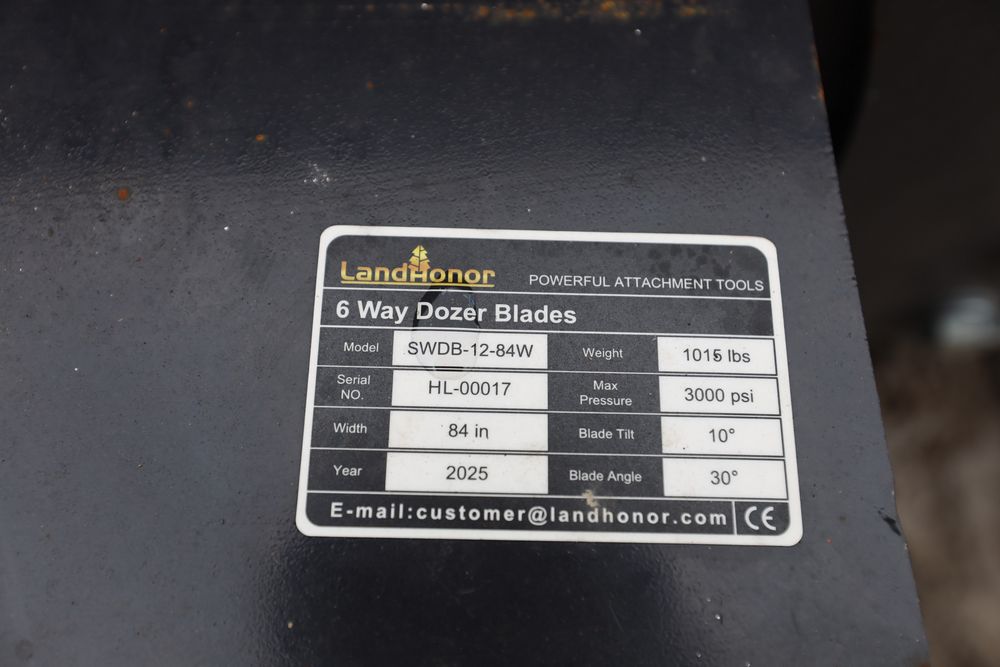 LandHonor POWERFUL ATTACHMENT TOOLS
6 Way Dozer Blades
Model SWDB-12-84W Weight 1015 lbs
Serial NO. HL-00017 Max Pressure 3000 psi
Width 84 in Blade Tilt 10°
Year 2025 Blade Angle 30°
E-mail:customer@landhonor.com CE